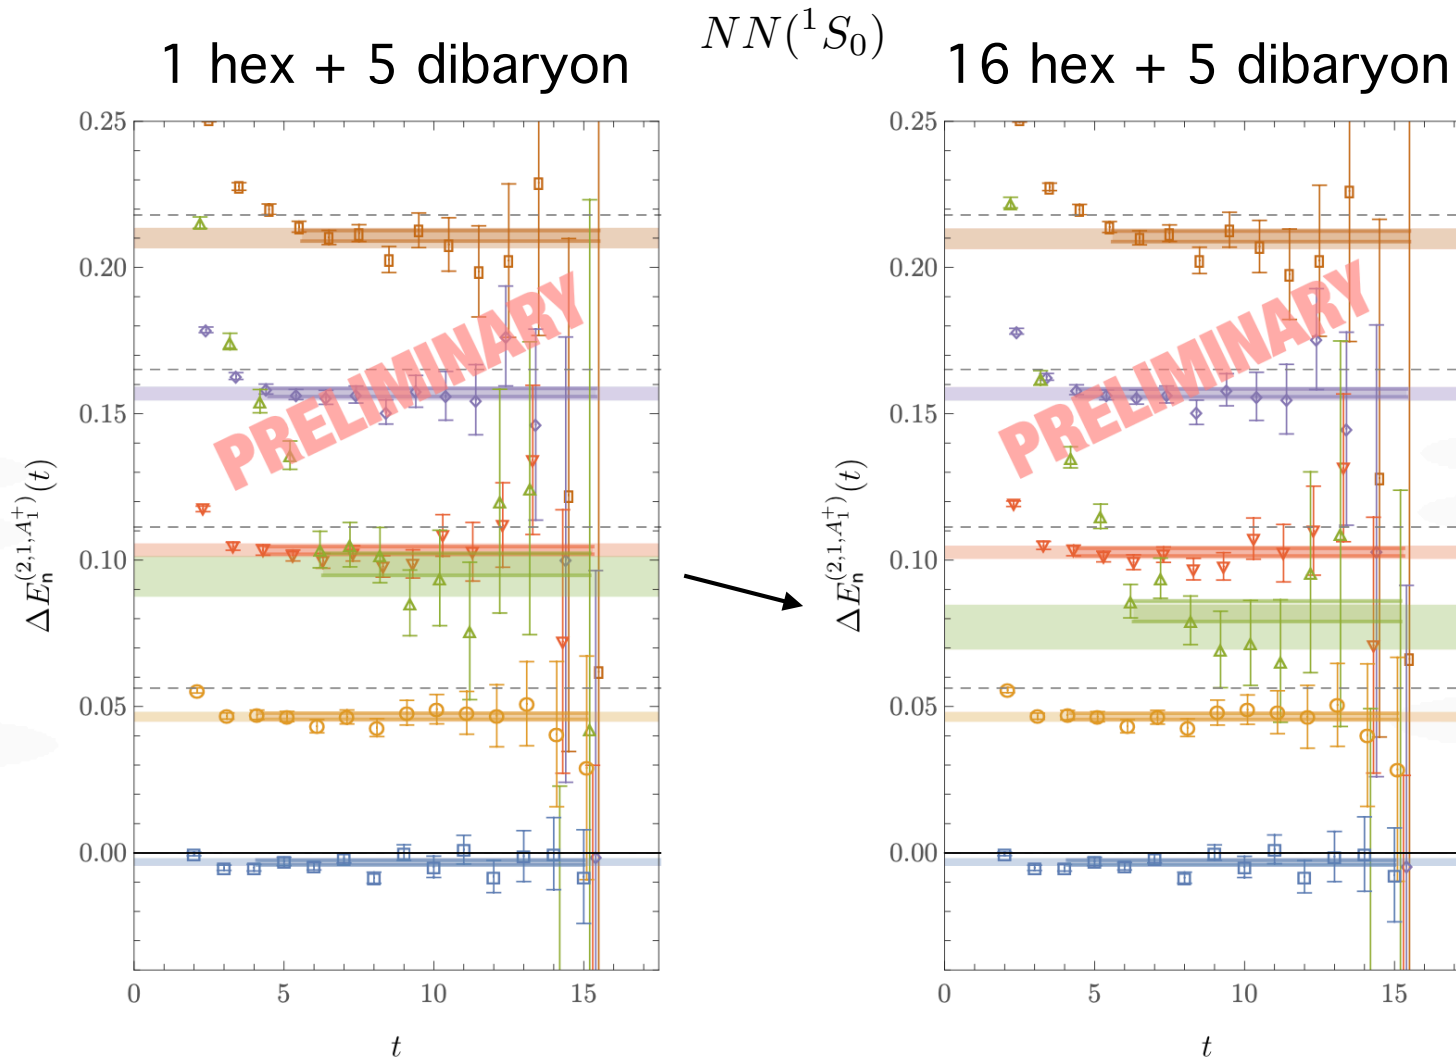 NN(¹S₀)
1 hex + 5 dibaryon
16 hex + 5 dibaryon
0.25
0.20
0.15
0.10
0.05
0.00
ΔEₙ^(2,1,A₁⁺)(t)
PRELIMINARY
0 5 10 15
t
0.25
0.20
0.15
0.10
0.05
0.00
ΔEₙ^(2,1,A₁⁺)(t)
PRELIMINARY
0 5 10 15
t